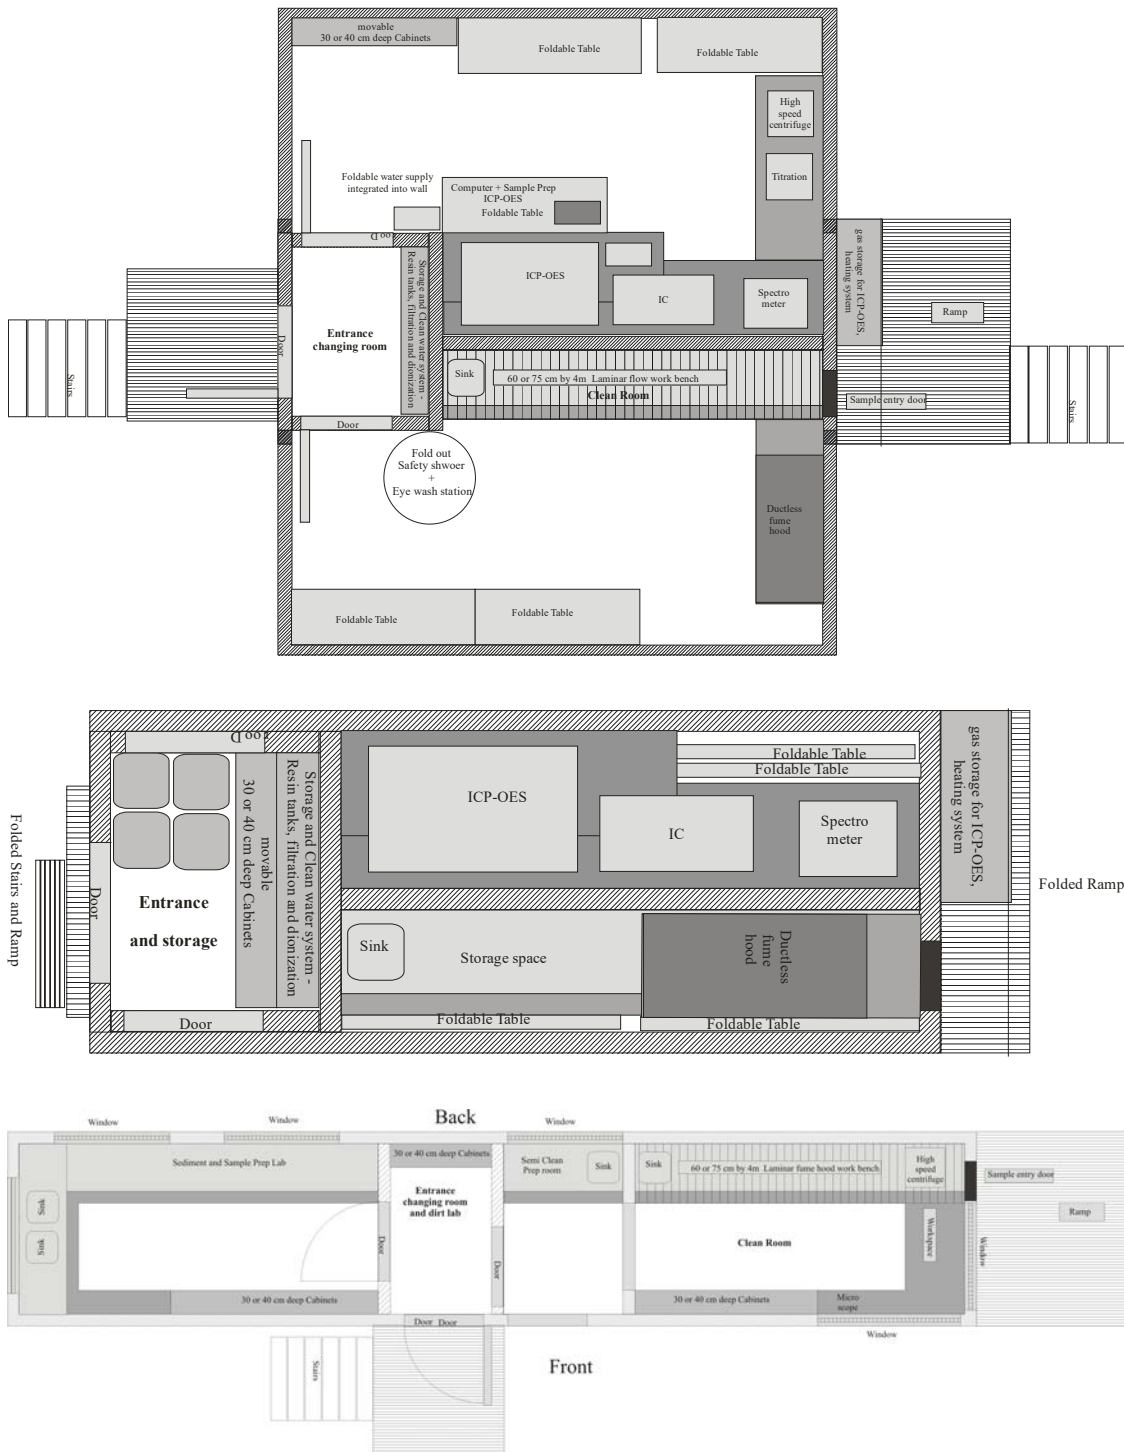 movable
30 or 40 cm deep Cabinets
Foldable Table
Foldable Table
High
speed
centrifuge
Titration
Foldable water supply
integrated into wall
Computer + Sample Prep
ICP-OES
Foldable Table
Door
ICP-OES
IC
Spectro
meter
gas storage for ICP-OES,
heating system
Ramp
Stairs
Door
Entrance
changing room
Storage and Clean water system -
Resin tanks, filtration and dionization
Sink
60 or 75 cm by 4m Laminar flow work bench
Clean Room
Sample entry door
Stairs
Door
Fold out
Safety shwoer
+
Eye wash station
Ductless
fume
hood
Foldable Table
Foldable Table
Door
Foldable Table
Foldable Table
ICP-OES
IC
Spectro
meter
gas storage for ICP-OES,
heating system
Folded Ramp
Folded Stairs and Ramp
Door
Entrance
and storage
movable
30 or 40 cm deep Cabinets
Storage and Clean water system -
Resin tanks, filtration and dionization
Sink
Storage space
Ductless
fume
hood
Door
Foldable Table
Foldable Table
Back
Window
Window
Window
Sediment and Sample Prep Lab
30 or 40 cm deep Cabinets
Semi Clean
Prep room
Sink
Sink
60 or 75 cm by 4m Laminar fume hood work bench
High
speed
centrifuge
Sample entry door
Sink
Sink
Entrance
changing room
and dirt lab
Door
Door
Clean Room
Workspace
Window
Ramp
30 or 40 cm deep Cabinets
30 or 40 cm deep Cabinets
Micro
scope
Door Door
Window
Stairs
Front